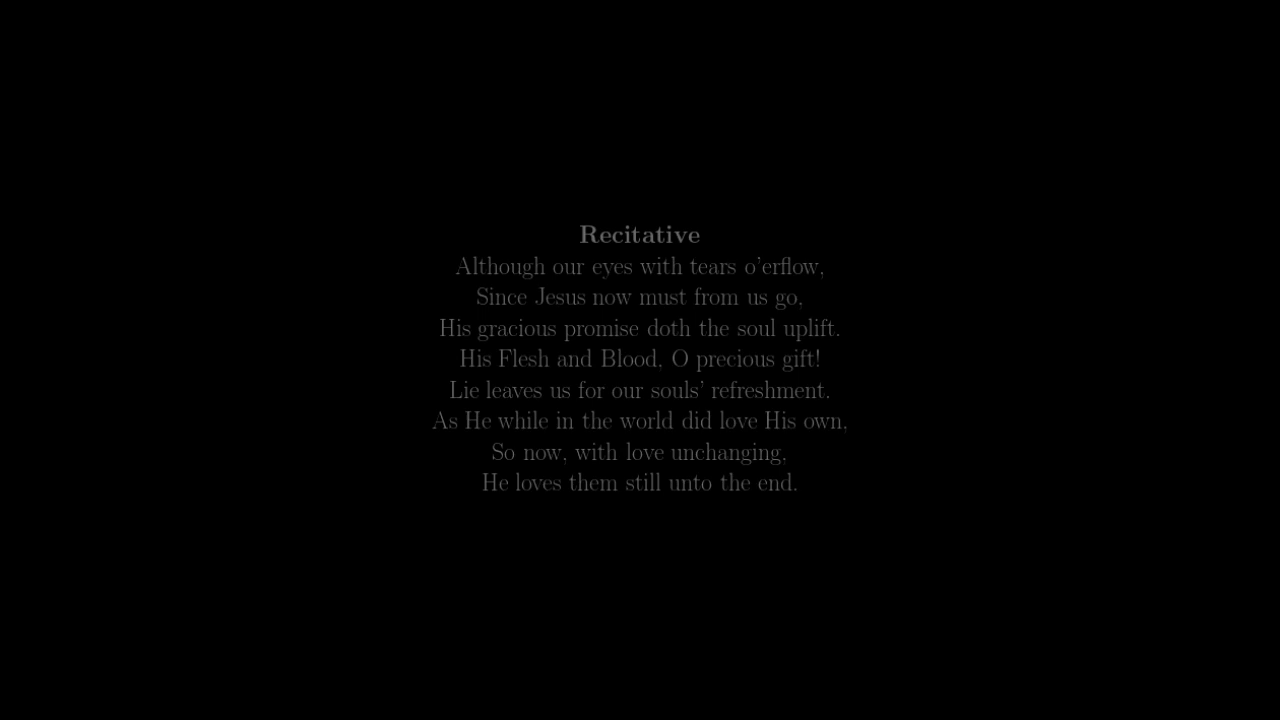 Recitative
Although our eyes with tears o'erflow,
Since Jesus now must from us go,
His gracious promise doth the soul uplift.
His Flesh and Blood, O precious gift!
Lie leaves us for our souls' refreshment.
As He while in the world did love His own,
So now, with love unchanging,
He loves them still unto the end.